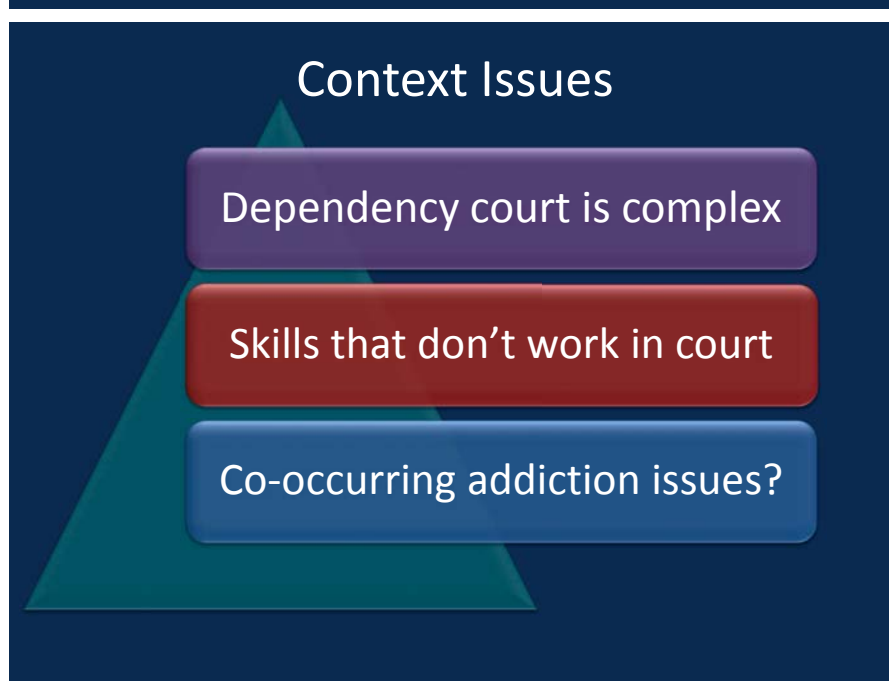 Context Issues
Dependency court is complex
Skills that don’t work in court
Co-occurring addiction issues?